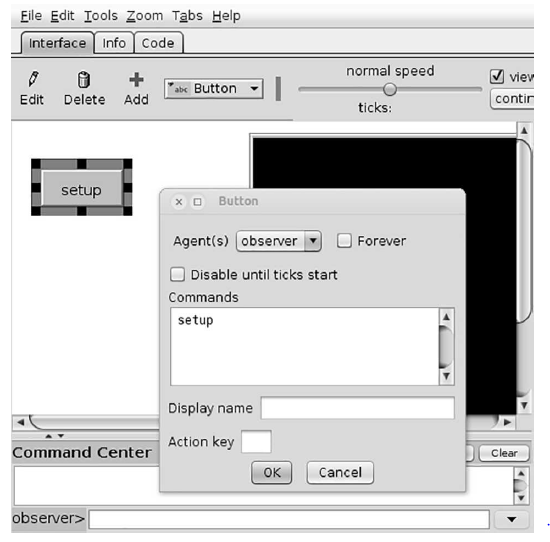 File Edit Tools Zoom Tabs Help
Interface Info Code
normal speed
Edit Delete Add abc Button view
ticks:
contin
setup
Button
Agent(s) observer Forever
Disable until ticks start
Commands
setup
Display name
Action key
OK Cancel
Command Center Clear
observer>